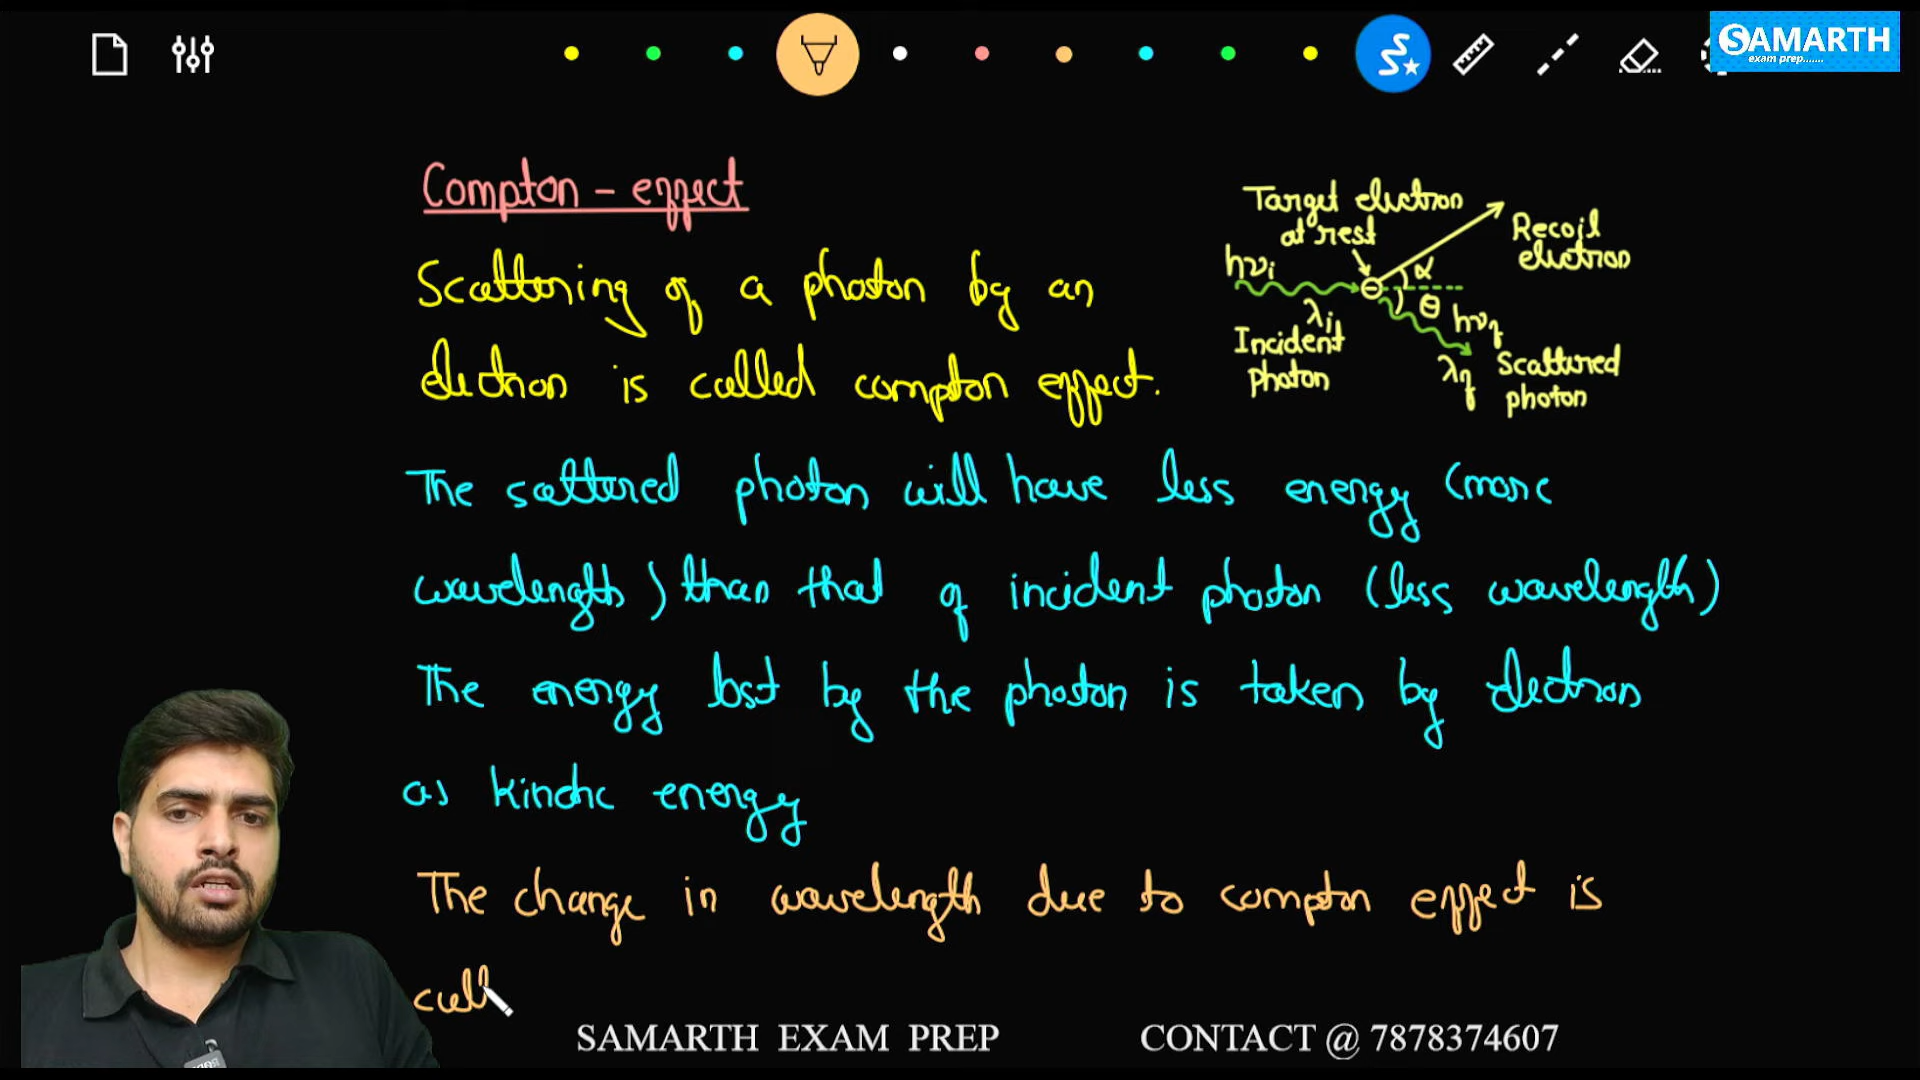 SAMARTH
exam prep.......
Compton - effect
Scattering of a photon by an
electron is called compton effect.
Target electron
at rest
Recoil
electron
hνi
α
θ
λi
hνf
Incident
photon
λf
Scattured
photon
The scattured photon will have less energy (more
wavelength) than that of incident photon (less wavelength)
The energy lost by the photon is taken by electron
as kinetic energy
The change in wavelength due to compton effect is
call
SAMARTH EXAM PREP
CONTACT @ 7878374607